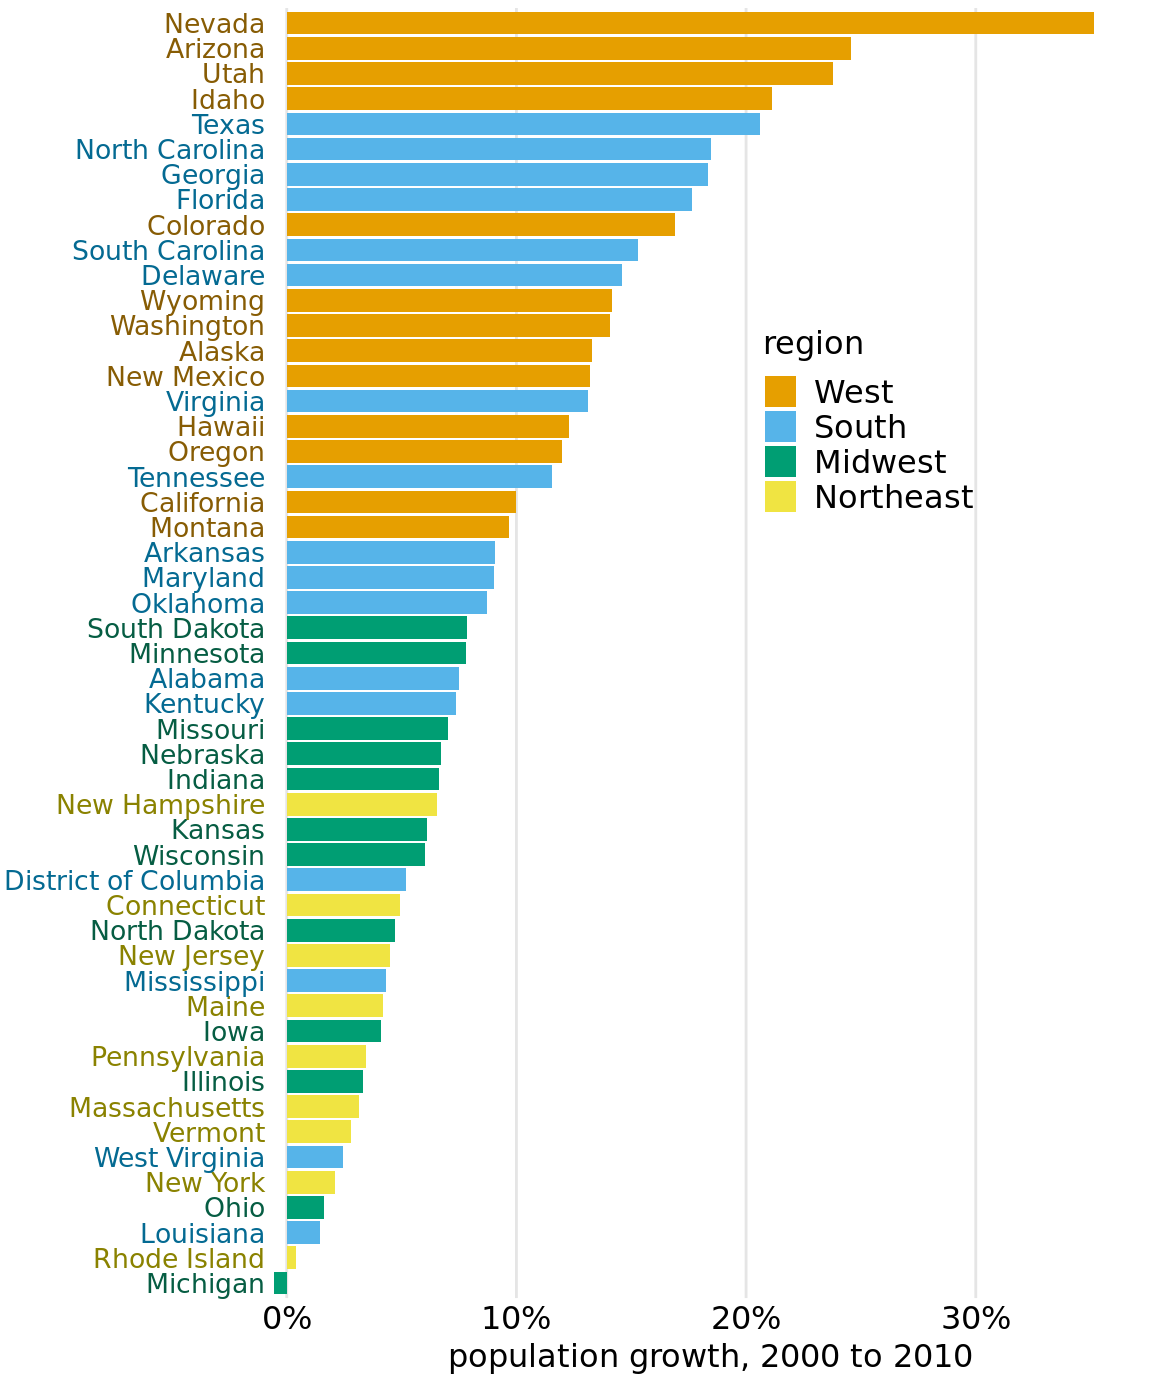 Nevada
Arizona
Utah
Idaho
Texas
North Carolina
Georgia
Florida
Colorado
South Carolina
Delaware
Wyoming
Washington
Alaska
New Mexico
Virginia
Hawaii
Oregon
Tennessee
California
Montana
Arkansas
Maryland
Oklahoma
South Dakota
Minnesota
Alabama
Kentucky
Missouri
Nebraska
Indiana
New Hampshire
Kansas
Wisconsin
District of Columbia
Connecticut
North Dakota
New Jersey
Mississippi
Maine
Iowa
Pennsylvania
Illinois
Massachusetts
Vermont
West Virginia
New York
Ohio
Louisiana
Rhode Island
Michigan
region
West
South
Midwest
Northeast
0% 10% 20% 30%
population growth, 2000 to 2010